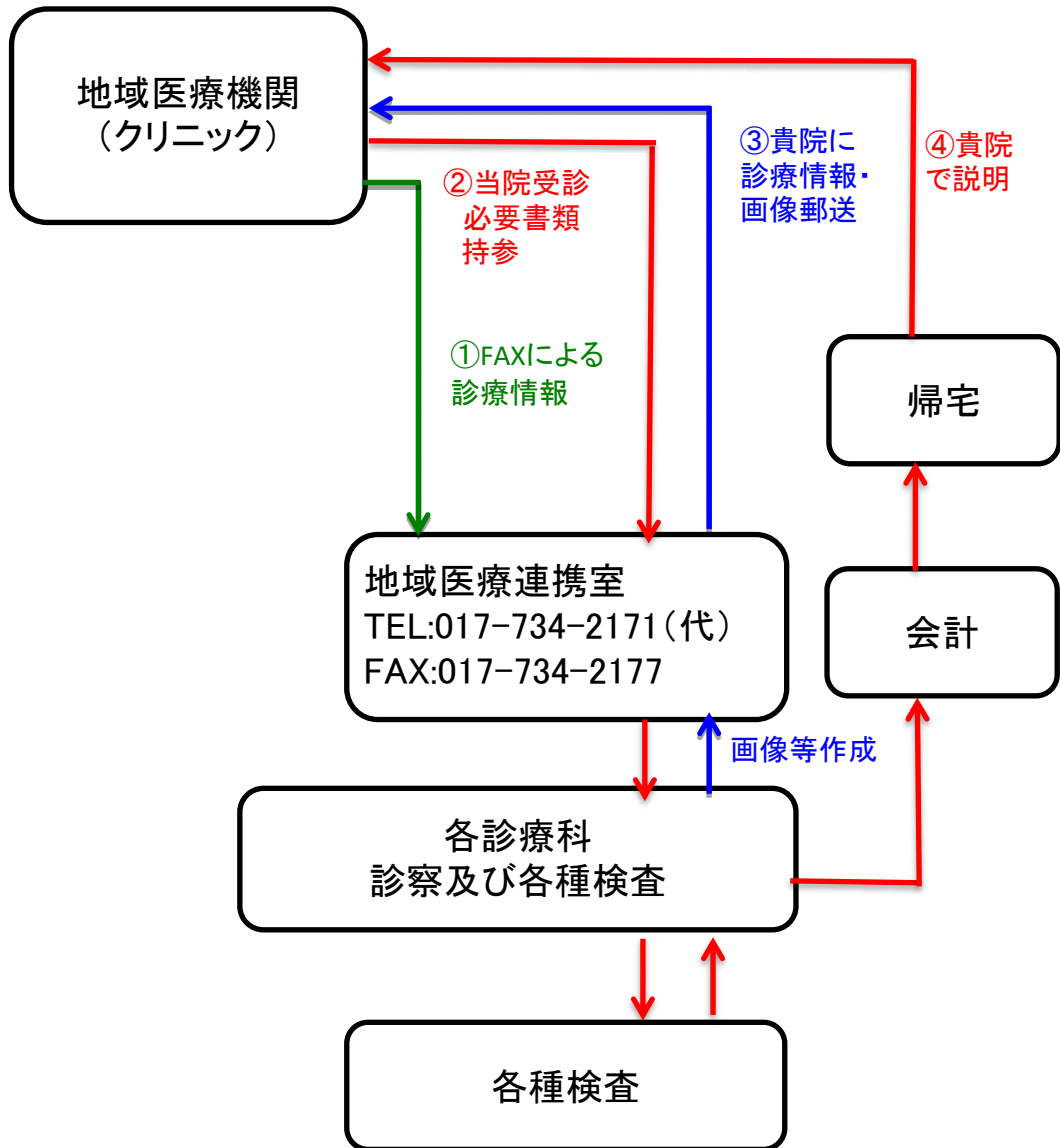 地域医療機関
（クリニック）
③貴院に
診療情報・
画像郵送
④貴院
で説明
②当院受診
必要書類
持参
①FAXによる
診療情報
帰宅
地域医療連携室
TEL:017-734-2171（代）
FAX:017-734-2177
会計
画像等作成
各診療科
診察及び各種検査
各種検査